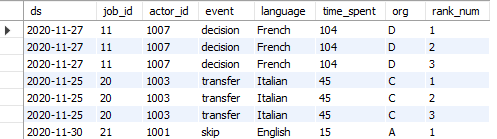 ds job_id actor_id event language time_spent org rank_num
2020-11-27 11 1007 decision French 104 D 1
2020-11-27 11 1007 decision French 104 D 2
2020-11-27 11 1007 decision French 104 D 3
2020-11-25 20 1003 transfer Italian 45 C 1
2020-11-25 20 1003 transfer Italian 45 C 2
2020-11-25 20 1003 transfer Italian 45 C 3
2020-11-30 21 1001 skip English 15 A 1